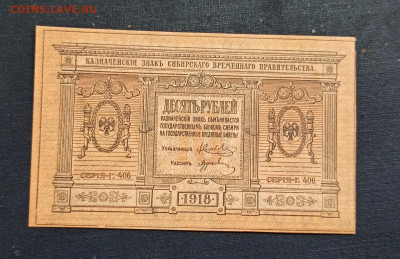 COINS.LAVE.RU
КАЗНАЧЕЙСКІЙ ЗНАКЪ СИБИРСКАГО ВРЕМЕННАГО ПРАВИТЕЛЬСТВА.
ДЕСЯТЬ РУБЛЕЙ
КАЗНАЧЕЙСКІЙ ЗНАКЪ ОБМѢНИВАЕТСЯ
ГОСУДАРСТВЕННЫМЪ БАНКОМЪ СИБИРИ
НА ГОСУДАРСТВЕННЫЕ КРЕДИТНЫЕ БИЛЕТЫ
УПРАВЛЯЮЩІЙ
КАССИРЪ
СЕРІЯ-Г. 406
СЕРІЯ-Г. 406
1918